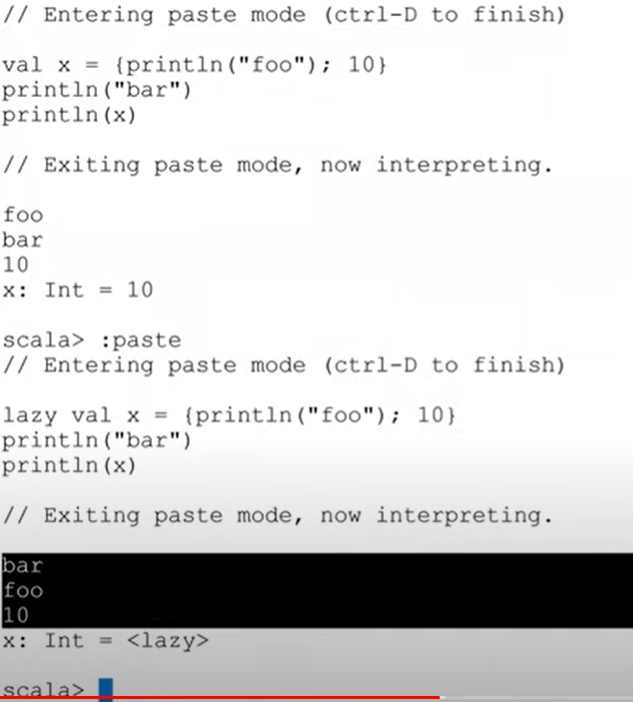 // Entering paste mode (ctrl-D to finish)
val x = {println("foo"); 10}
println("bar")
println(x)
// Exiting paste mode, now interpreting.
foo
bar
10
x: Int = 10
scala> :paste
// Entering paste mode (ctrl-D to finish)
lazy val x = {println("foo"); 10}
println("bar")
println(x)
// Exiting paste mode, now interpreting.
bar
foo
10
x: Int = <lazy>
scala>